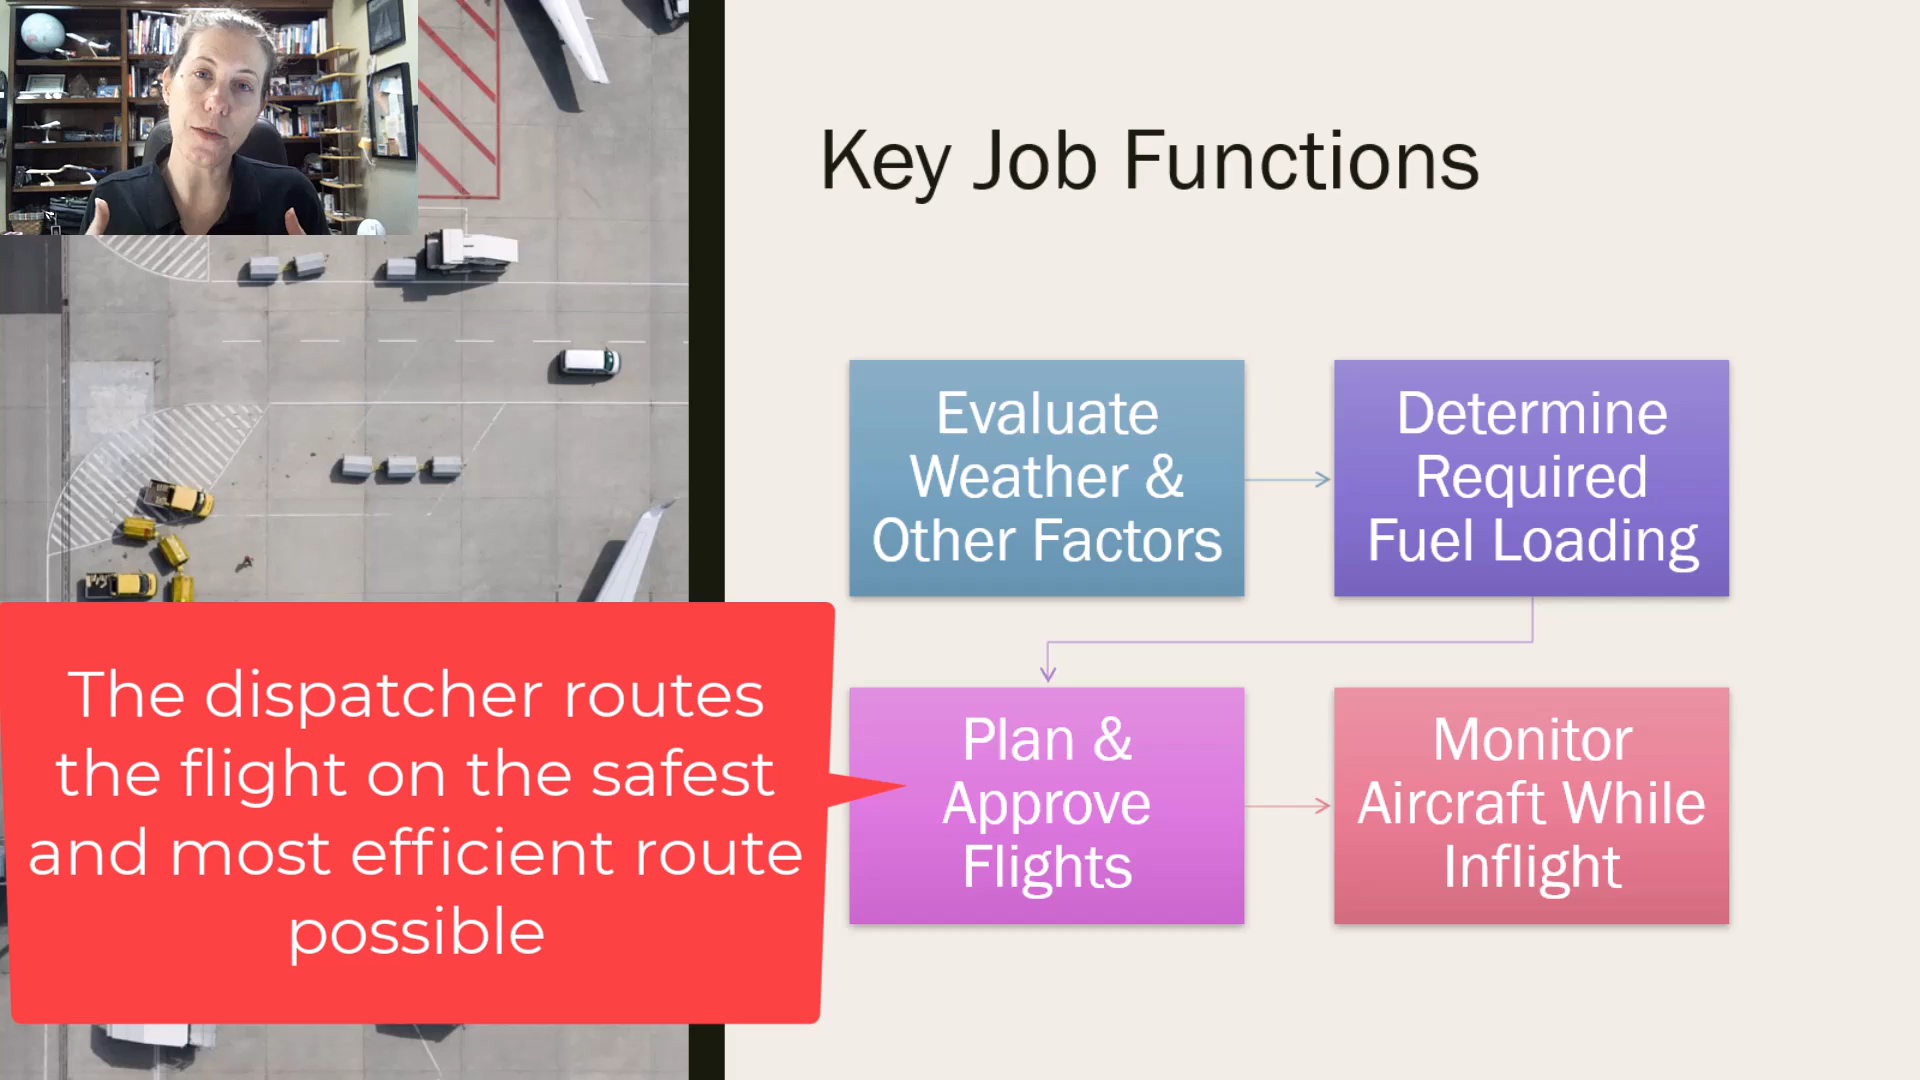 Key Job Functions
Evaluate
Weather &
Other Factors
Determine
Required
Fuel Loading
Plan &
Approve
Flights
Monitor
Aircraft While
Inflight
The dispatcher routes
the flight on the safest
and most efficient route
possible